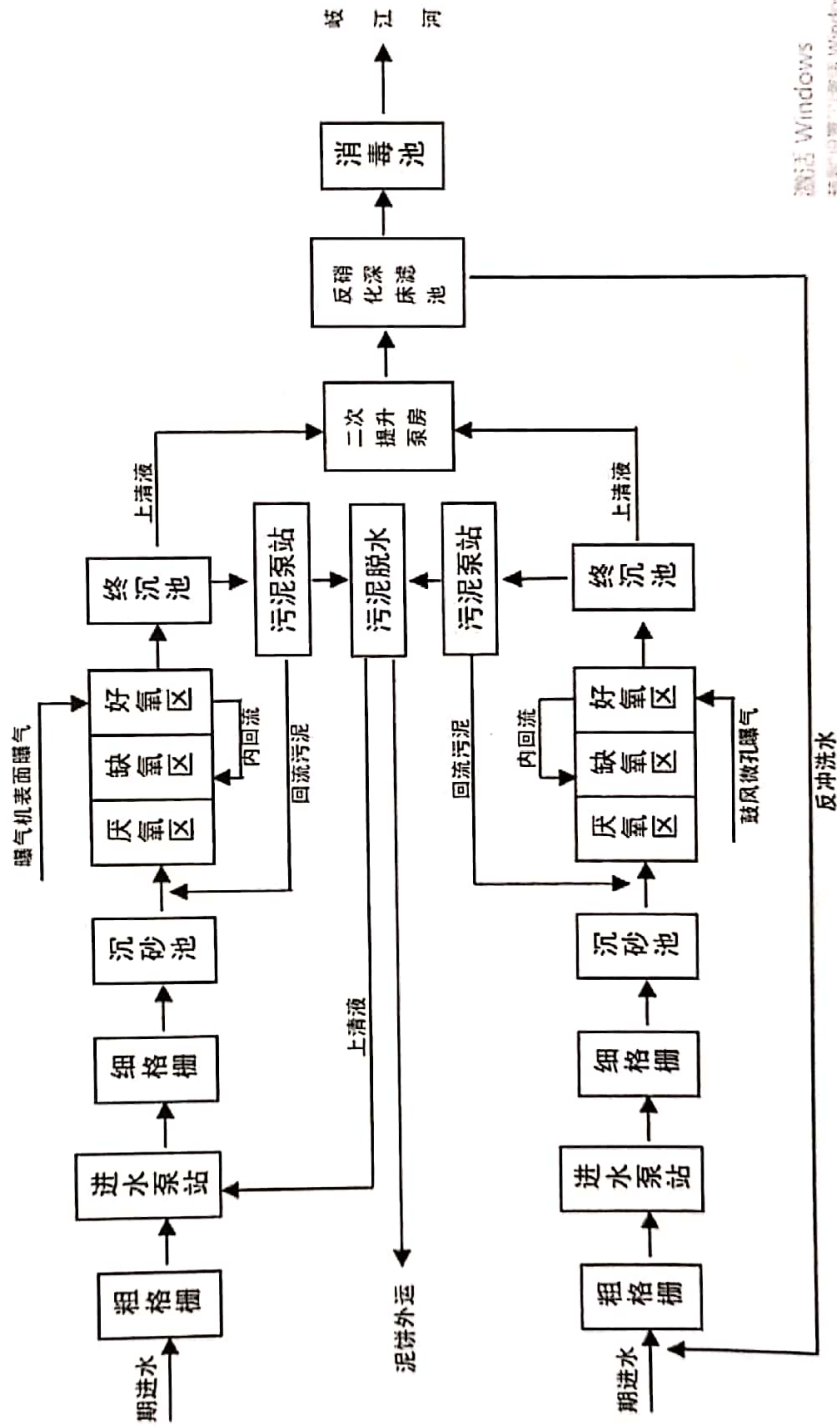 期进水
粗格栅
进水泵站
细格栅
沉砂池
厌氧区
缺氧区
好氧区
曝气机表面曝气
内回流
终沉池
上清液
回流污泥
污泥泵站
污泥脱水
上清液
泥饼外运
污泥泵站
回流污泥
期进水
粗格栅
进水泵站
细格栅
沉砂池
厌氧区
缺氧区
好氧区
内回流
鼓风微孔曝气
终沉池
上清液
二次
提升
泵房
反硝
化深
床滤
池
消毒池
岐江河
反冲洗水
激活 Windows